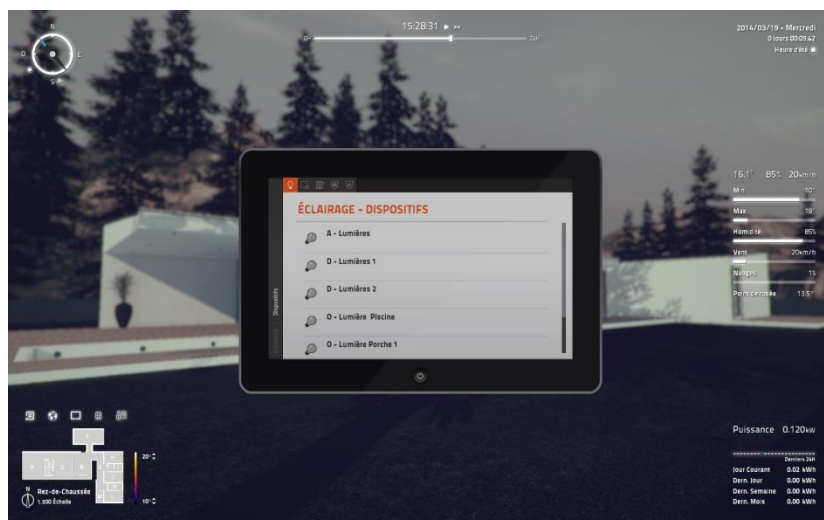 N
O
E
S
15:28:31
0H
24H
2014/03/19 - Mercredi
0 Jours 00:09:42
Heure d'été
16.1° 85% 20km/h
Min 10°
Max 18°
Humidité 85%
Vent 20km/h
Nuages 1%
Point de rosée 13.5°
ÉCLAIRAGE - DISPOSITIFS
A - Lumières
D - Lumières 1
D - Lumières 2
O - Lumière Piscine
O - Lumière Porche 1
Dispositifs
20°C
10°C
N
Rez-de-Chaussée
1:500 Échelle
Puissance 0.120kw
Derniers 24H
Jour Courant 0.02 kWh
Dern. Jour 0.00 kWh
Dern. Semaine 0.00 kWh
Dern. Mois 0.00 kWh